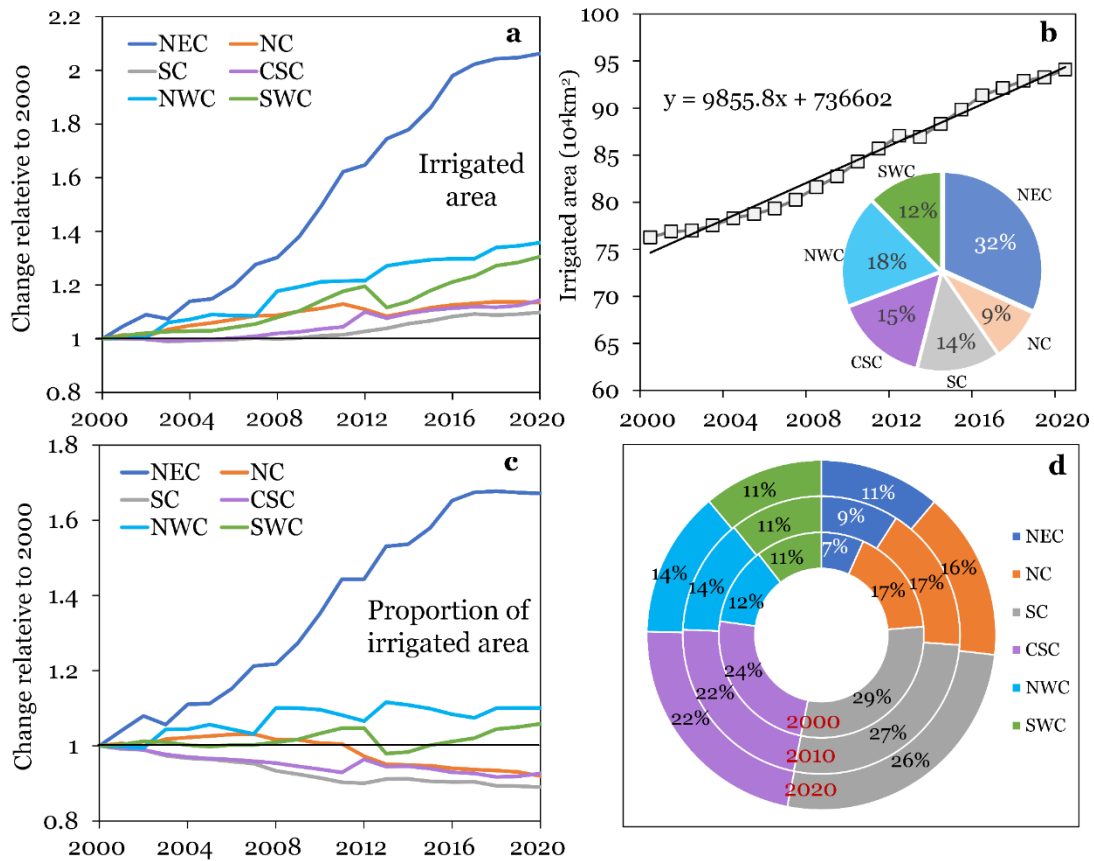 a
NEC
NC
SC
CSC
NWC
SWC
Irrigated
area
Change relateive to 2000
2.2
2
1.8
1.6
1.4
1.2
1
0.8
2000
2004
2008
2012
2016
2020
b
y = 9855.8x + 736602
Irrigated area (10⁴km²)
100
95
90
85
80
75
70
65
60
2000
2004
2008
2012
2016
2020
SWC
12%
NEC
32%
NWC
18%
CSC
15%
SC
14%
NC
9%
c
NEC
NC
SC
CSC
NWC
SWC
Proportion of
irrigated area
Change relateive to 2000
1.8
1.6
1.4
1.2
1
0.8
2000
2004
2008
2012
2016
2020
d
11%
11%
9%
11%
7%
11%
16%
17%
17%
14%
14%
12%
24%
22%
22%
29%
27%
26%
2000
2010
2020
NEC
NC
SC
CSC
NWC
SWC